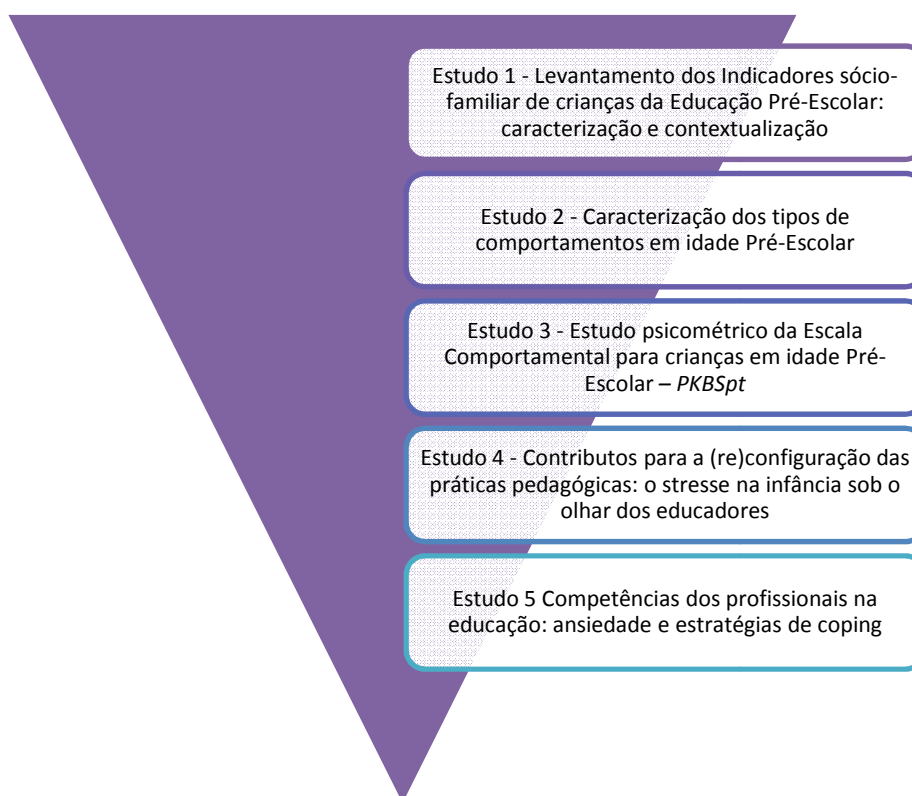 Estudo 1 - Levantamento dos Indicadores sócio-
familiar de crianças da Educação Pré-Escolar:
caracterização e contextualização
Estudo 2 - Caracterização dos tipos de
comportamentos em idade Pré-Escolar
Estudo 3 - Estudo psicométrico da Escala
Comportamental para crianças em idade Pré-
Escolar – PKBSpt
Estudo 4 - Contributos para a (re)configuração das
práticas pedagógicas: o stresse na infância sob o
olhar dos educadores
Estudo 5 Competências dos profissionais na
educação: ansiedade e estratégias de coping